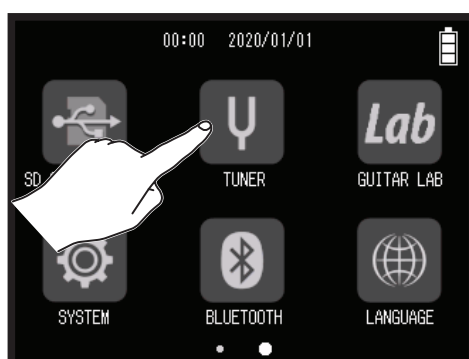 00:00 2020/01/01
Lab
SD
TUNER
GUITAR LAB
SYSTEM
BLUETOOTH
LANGUAGE